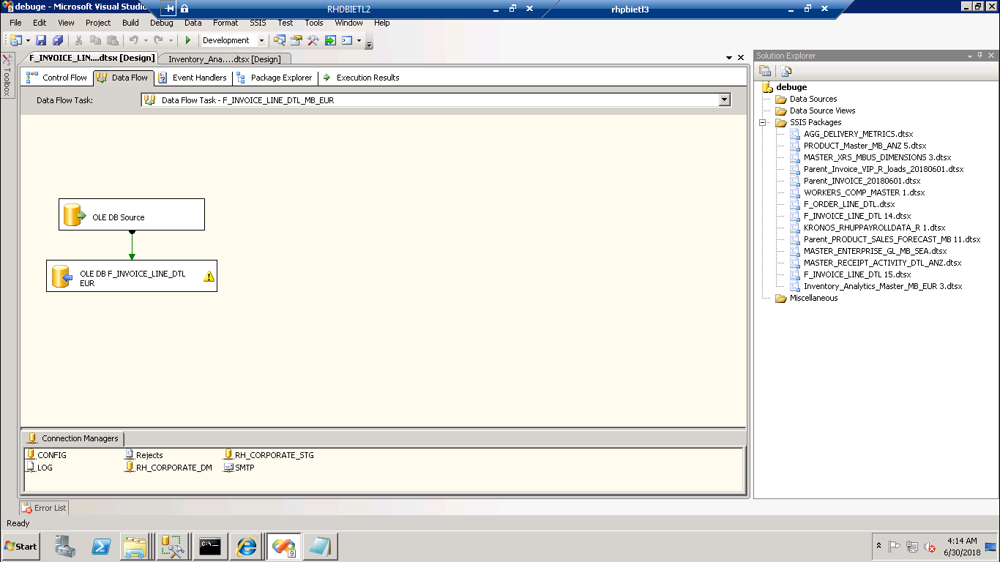 debuge - Microsoft Visual Studio
RHDBIETL2
rhpbietl3
File Edit View Project Build Debug Data Format SSIS Test Tools Window Help
Development
F_INVOICE_LIN....dtsx [Design] Inventory_Ana....dtsx [Design]
Control Flow Data Flow Event Handlers Package Explorer Execution Results
Data Flow Task: Data Flow Task - F_INVOICE_LINE_DTL_MB_EUR
Toolbox
OLE DB Source
OLE DB F_INVOICE_LINE_DTL
EUR
Connection Managers
CONFIG Rejects RH_CORPORATE_STG
LOG RH_CORPORATE_DM SMTP
Error List
Ready
Solution Explorer
debuge
Data Sources
Data Source Views
SSIS Packages
AGG_DELIVERY_METRICS.dtsx
PRODUCT_Master_MB_ANZ 5.dtsx
MASTER_XRS_MBUS_DIMENSIONS 3.dtsx
Parent_Invoice_VIP_R_loads_20180601.dtsx
Parent_INVOICE_20180601.dtsx
WORKERS_COMP_MASTER 1.dtsx
F_ORDER_LINE_DTL.dtsx
F_INVOICE_LINE_DTL 14.dtsx
KRONOS_RHUPPAYROLLDATA_R 1.dtsx
Parent_PRODUCT_SALES_FORECAST_MB 11.dtsx
MASTER_ENTERPRISE_GL_MB_SEA.dtsx
MASTER_RECEIPT_ACTIVITY_DTL_ANZ.dtsx
F_INVOICE_LINE_DTL 15.dtsx
Inventory_Analytics_Master_MB_EUR 3.dtsx
Miscellaneous
Start
C:\.
9
4:14 AM
6/30/2018